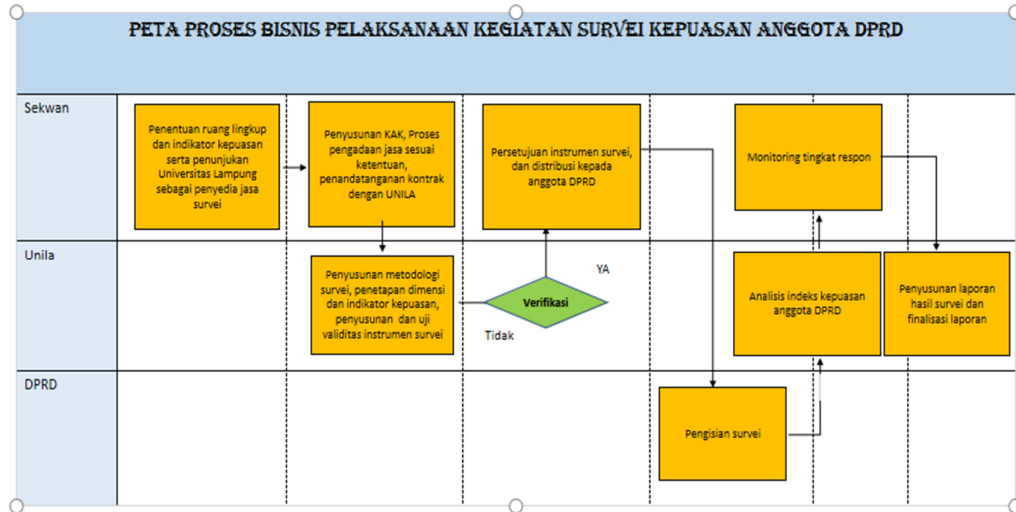 PETA PROSES BISNIS PELAKSANAAN KEGIATAN SURVEI KEPUASAN ANGGOTA DPRD
Sekwan
Penentuan ruang lingkup
dan indikator kepuasan
serta penunjukan
Universitas Lampung
sebagai penyedia jasa
survei
Penyusunan KAK, Proses
pengadaan jasa sesuai
ketentuan,
penandatanganan kontrak
dengan UNILA
Persetujuan instrumen survei,
dan distribusi kepada
anggota DPRD
Monitoring tingkat respon
Unila
Penyusunan metodologi
survei, penetapan dimensi
dan indikator kepuasan,
penyusunan dan uji
validitas instrumen survei
Verifikasi
YA
Tidak
Analisis indeks kepuasan
anggota DPRD
Penyusunan laporan
hasil survei dan
finalisasi laporan
DPRD
Pengisian survei